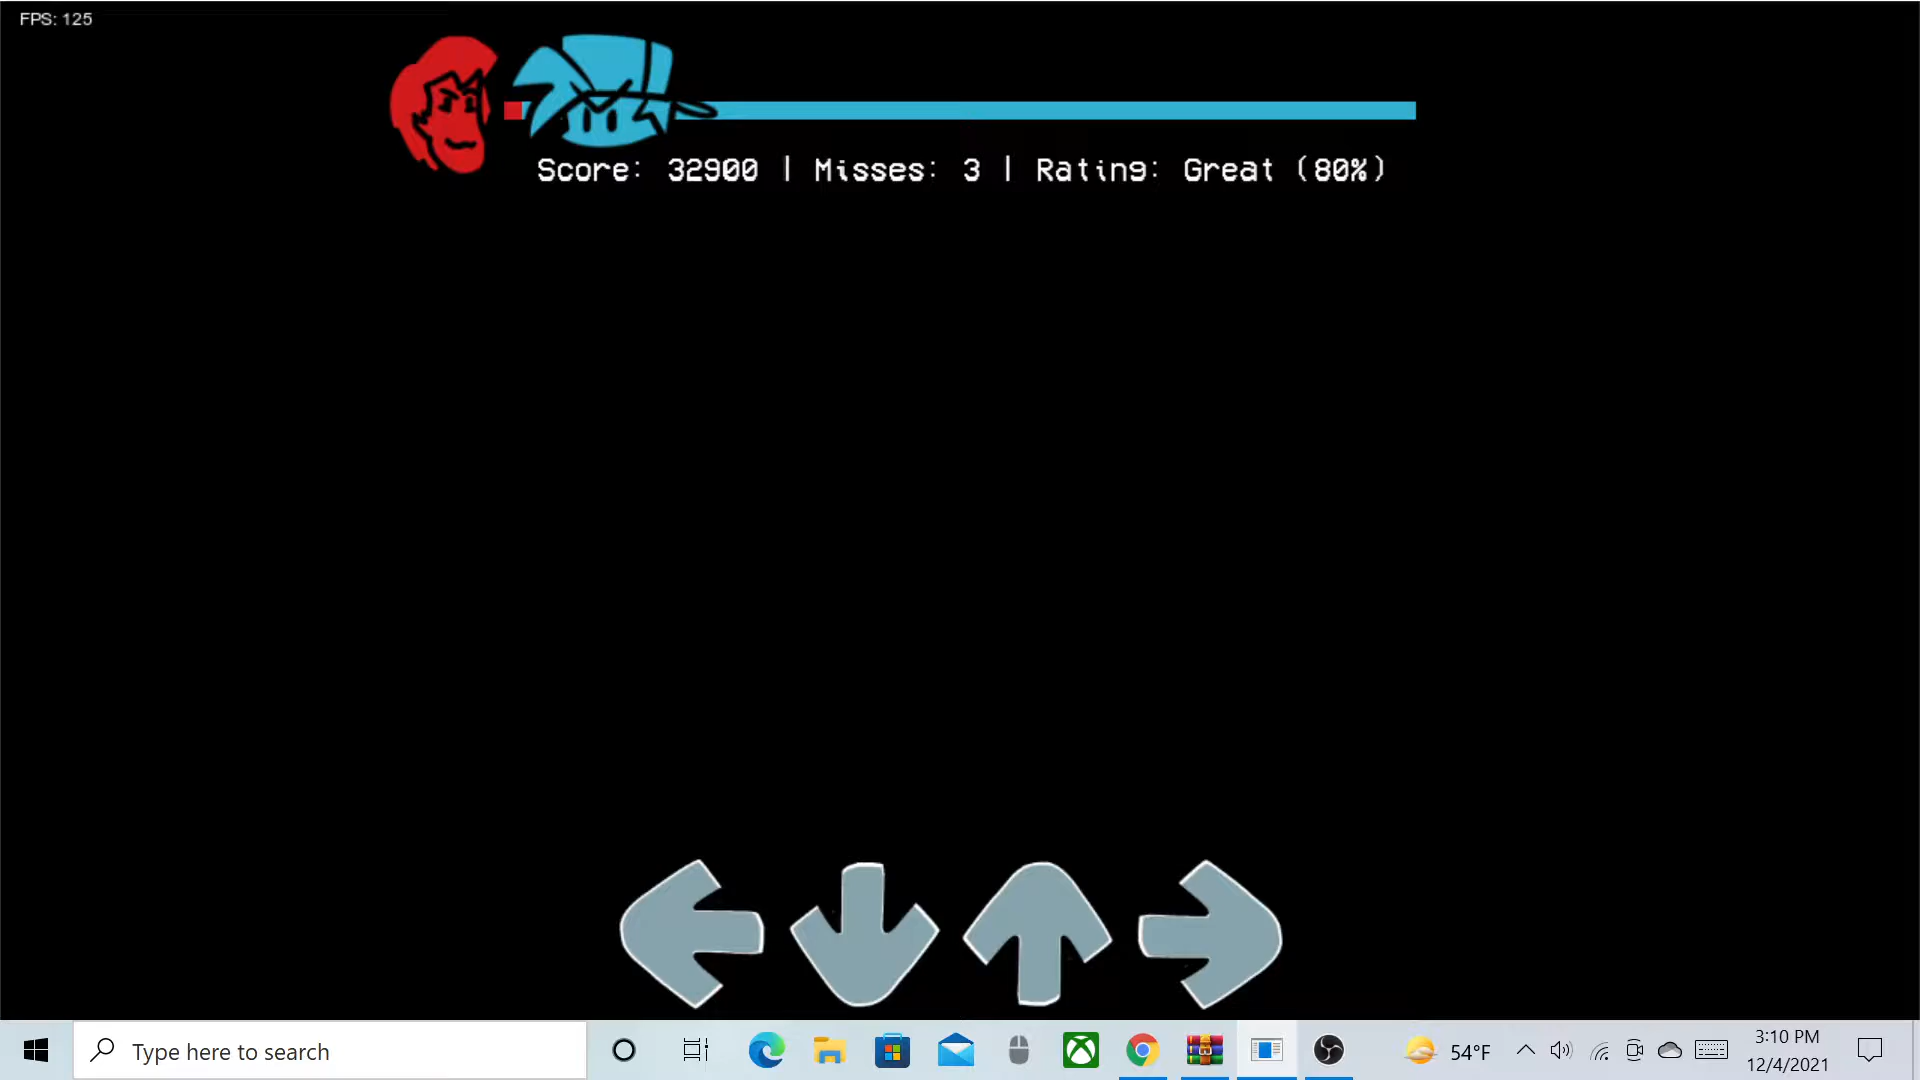 FPS: 125
Score: 32900 | Misses: 3 | Rating: Great (80%)
Type here to search
54°F
3:10 PM
12/4/2021